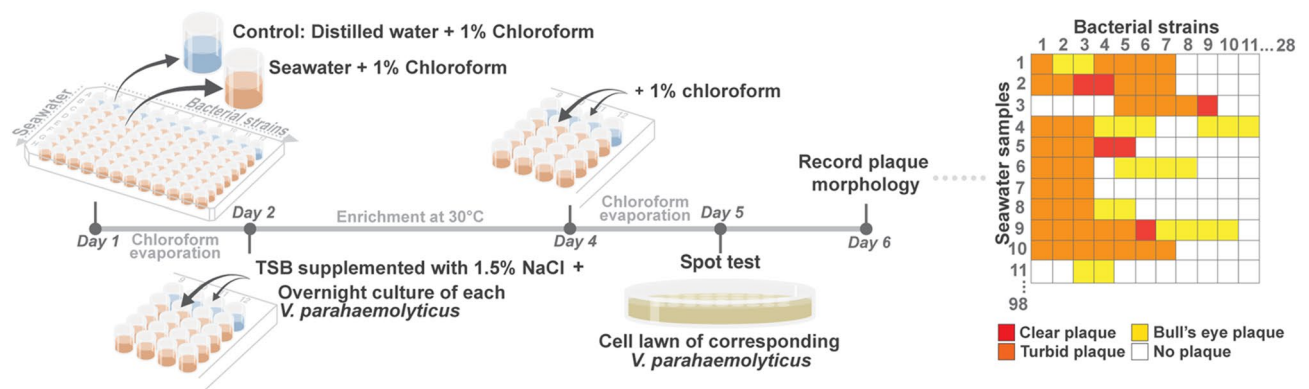 Control: Distilled water + 1% Chloroform
Seawater + 1% Chloroform
Seawater
Bacterial strains
+ 1% chloroform
Day 1
Chloroform
evaporation
Day 2
Enrichment at 30°C
Day 4
Chloroform
evaporation
Day 5
Day 6
Record plaque
morphology
TSB supplemented with 1.5% NaCl +
Overnight culture of each
V. parahaemolyticus
Spot test
Cell lawn of corresponding
V. parahaemolyticus
Bacterial strains
1 2 3 4 5 6 7 8 9 10 11...28
Seawater samples
1
2
3
4
5
6
7
8
9
10
11
98
Clear plaque
Bull's eye plaque
Turbid plaque
No plaque